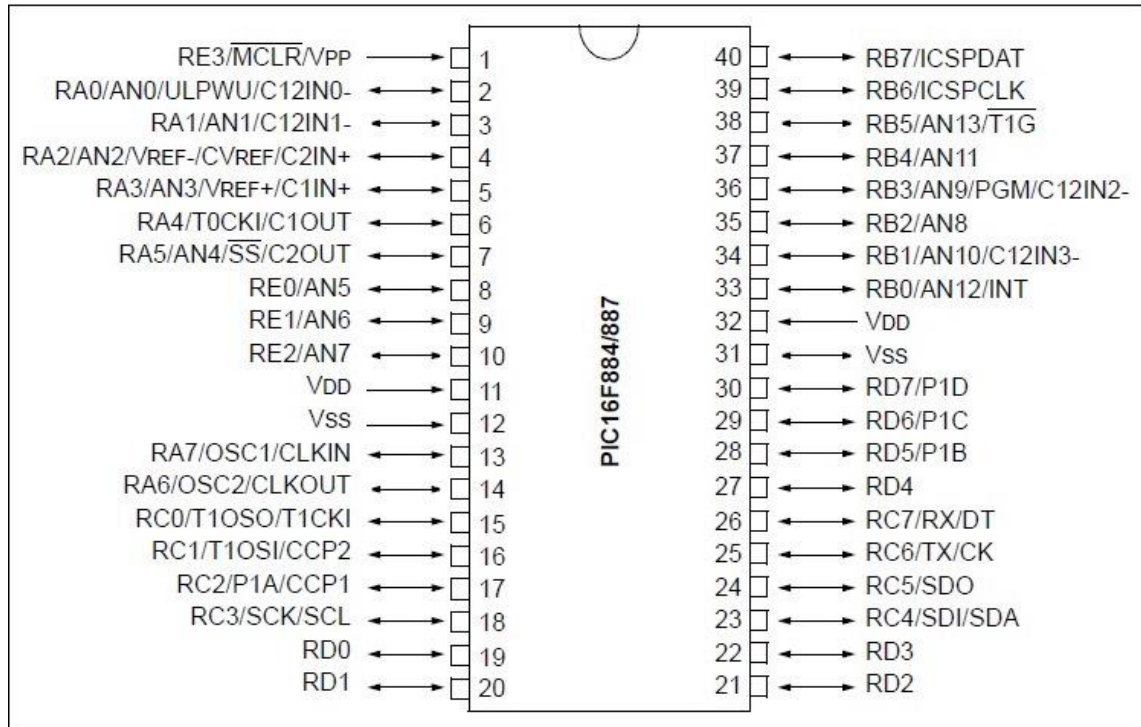 RE3/MCLR/VPP 1
RA0/AN0/ULPWU/C12IN0- 2
RA1/AN1/C12IN1- 3
RA2/AN2/VREF-/CVREF/C2IN+ 4
RA3/AN3/VREF+/C1IN+ 5
RA4/T0CKI/C1OUT 6
RA5/AN4/SS/C2OUT 7
RE0/AN5 8
RE1/AN6 9
RE2/AN7 10
VDD 11
VSS 12
RA7/OSC1/CLKIN 13
RA6/OSC2/CLKOUT 14
RC0/T1OSO/T1CKI 15
RC1/T1OSI/CCP2 16
RC2/P1A/CCP1 17
RC3/SCK/SCL 18
RD0 19
RD1 20
PIC16F884/887
40 RB7/ICSPDAT
39 RB6/ICSPCLK
38 RB5/AN13/T1G
37 RB4/AN11
36 RB3/AN9/PGM/C12IN2-
35 RB2/AN8
34 RB1/AN10/C12IN3-
33 RB0/AN12/INT
32 VDD
31 VSS
30 RD7/P1D
29 RD6/P1C
28 RD5/P1B
27 RD4
26 RC7/RX/DT
25 RC6/TX/CK
24 RC5/SDO
23 RC4/SDI/SDA
22 RD3
21 RD2